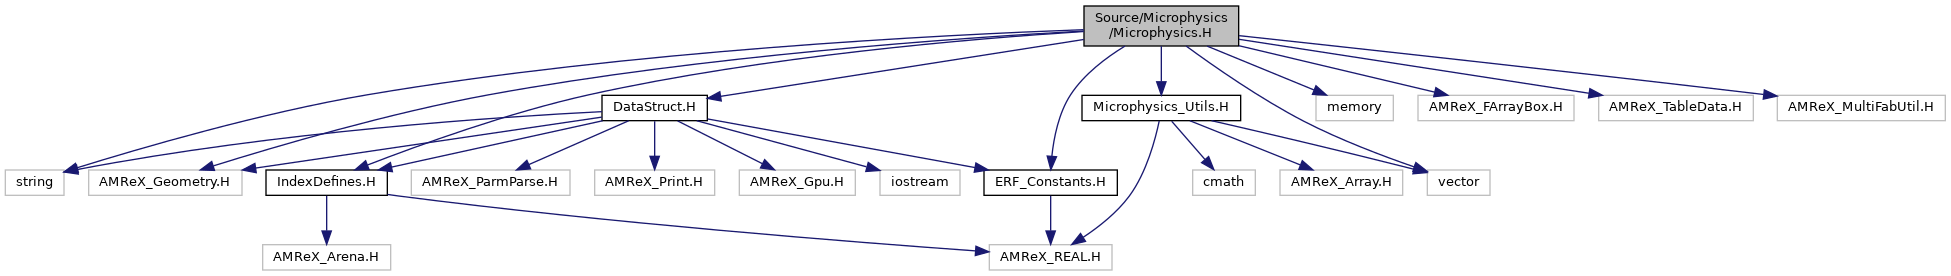 Source/Microphysics
/Microphysics.H
DataStruct.H
Microphysics_Utils.H
memory
AMReX_FArrayBox.H
AMReX_TableData.H
AMReX_MultiFabUtil.H
string
AMReX_Geometry.H
IndexDefines.H
AMReX_ParmParse.H
AMReX_Print.H
AMReX_Gpu.H
iostream
ERF_Constants.H
cmath
AMReX_Array.H
vector
AMReX_Arena.H
AMReX_REAL.H